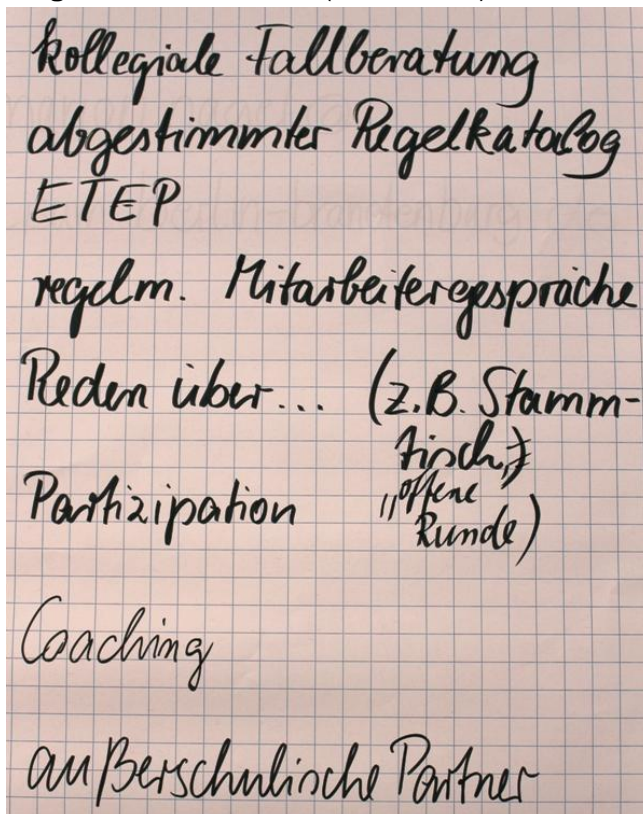 kollegiale Fallberatung
abgestimmter Regelkatalog
ETEP
regelm. Mitarbeitergespräche
Reden über... (z.B. Stamm-
tisch,
Partizipation „offene
Runde)
Coaching
außerschulische Partner